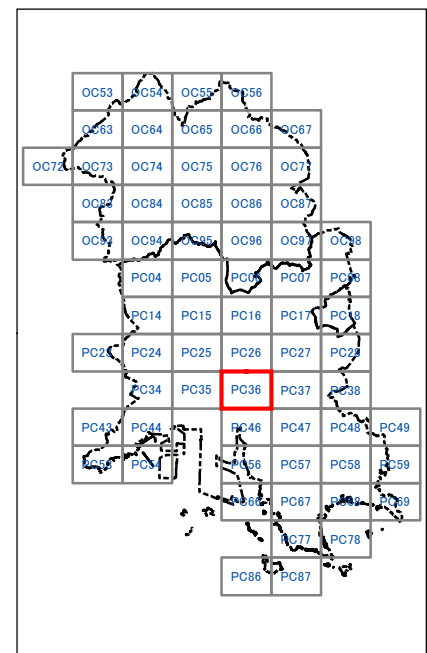 OC53 OC54 OC55 OC56
OC63 OC64 OC65 OC66 OC67
OC72 OC73 OC74 OC75 OC76 OC77
OC83 OC84 OC85 OC86 OC87
OC93 OC94 OC95 OC96 OC97 OC98
PC04 PC05 PC06 PC07 PC08
PC14 PC15 PC16 PC17 PC18
PC23 PC24 PC25 PC26 PC27 PC28
PC34 PC35 PC36 PC37 PC38
PC43 PC44 PC46 PC47 PC48 PC49
PC53 PC54 PC56 PC57 PC58 PC59
PC66 PC67 PC68 PC69
PC77 PC78
PC86 PC87